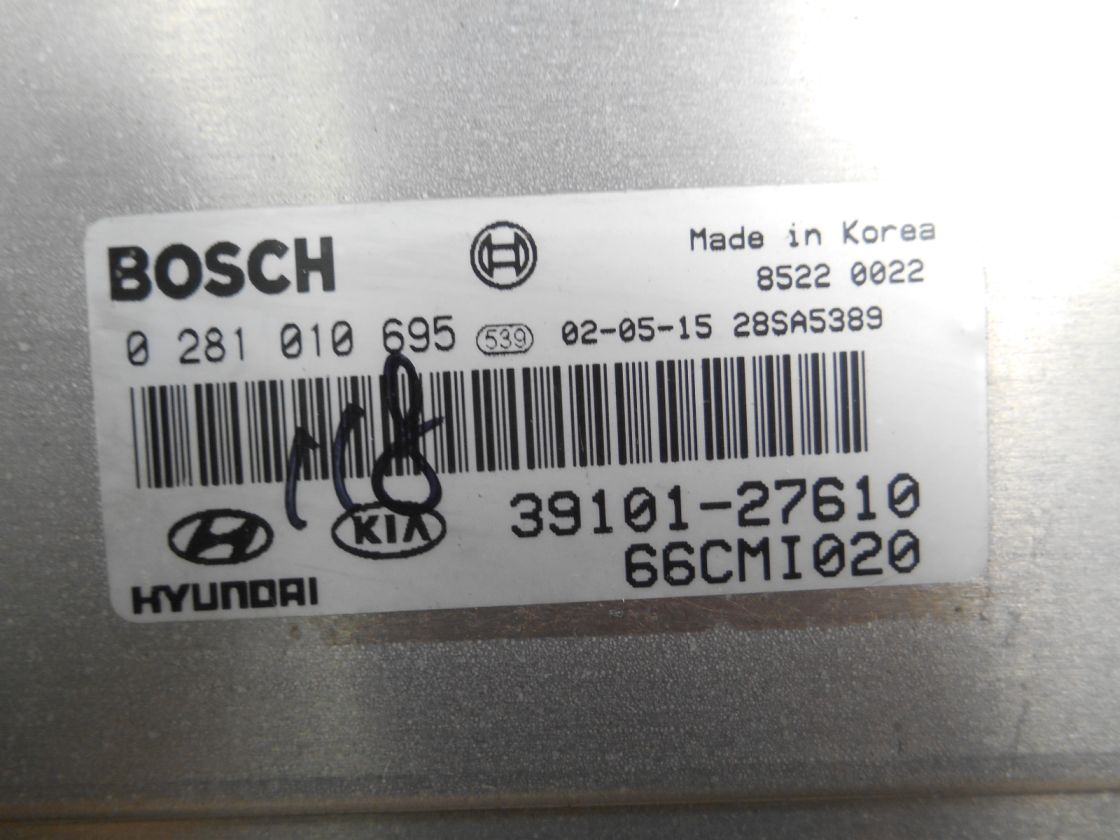 BOSCH
Made in Korea
8522 0022
0 281 010 695 539 02-05-15 28SA5389
39101-27610
KIA
66CMI020
HYUNDAI